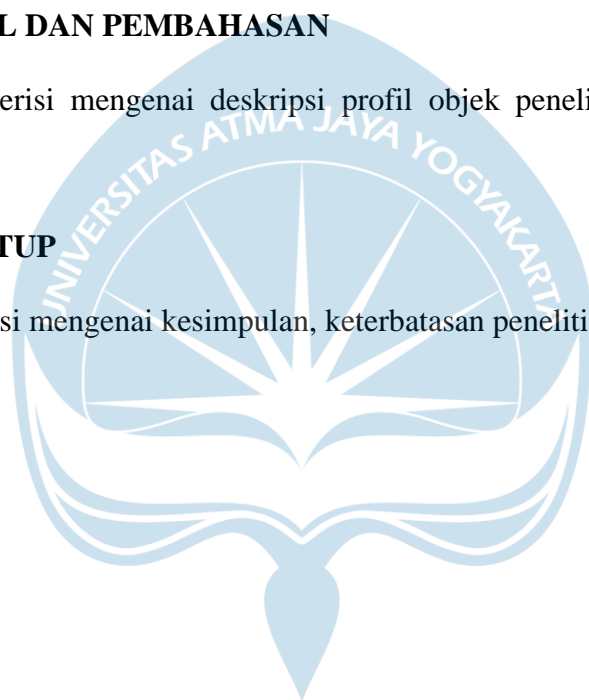 L DAN PEMBAHASAN
erisi mengenai deskripsi profil objek peneli
UNIVERSITAS ATMA JAYA YOGYAKARTA
TUP
si mengenai kesimpulan, keterbatasan peneliti